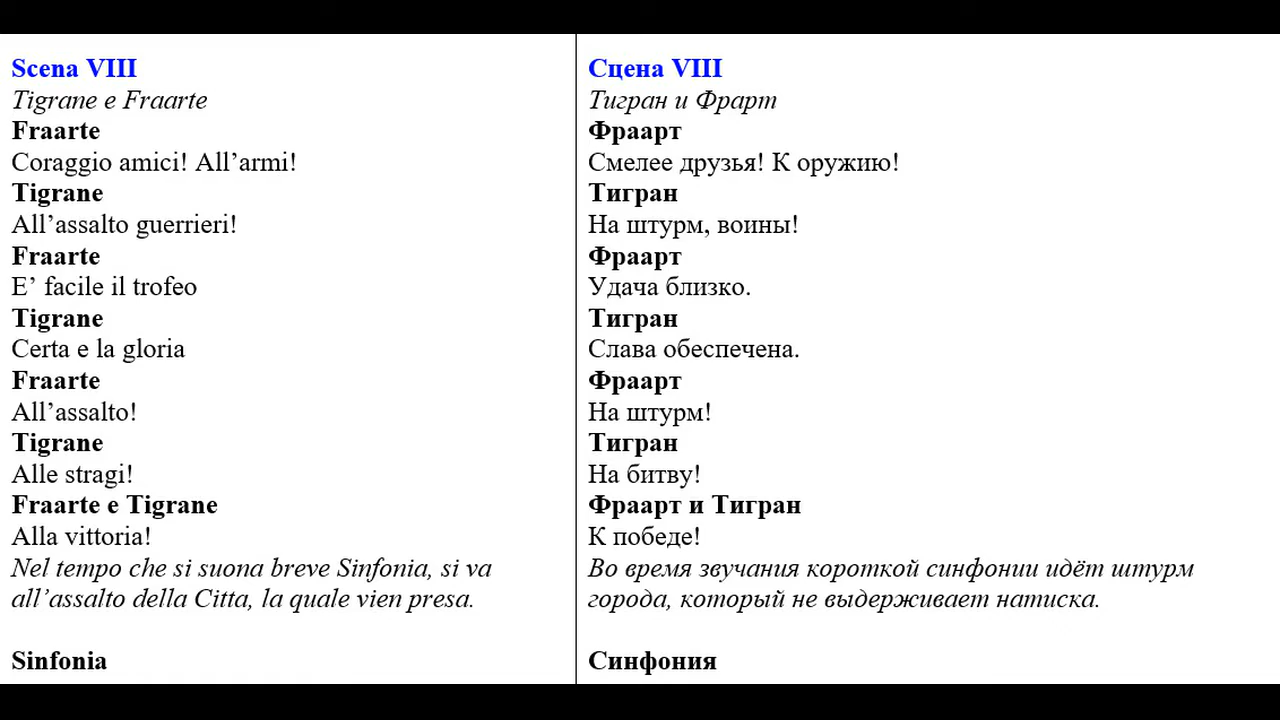 Scena VIII
Tigrane e Fraarte
Fraarte
Coraggio amici! All’armi!
Tigrane
All’assalto guerrieri!
Fraarte
E’ facile il trofeo
Tigrane
Certa e la gloria
Fraarte
All’assalto!
Tigrane
Alle stragi!
Fraarte e Tigrane
Alla vittoria!
Nel tempo che si suona breve Sinfonia, si va
all’assalto della Citta, la quale vien presa.
Sinfonia
Сцена VIII
Тигран и Фрарт
Фраарт
Смелее друзья! К оружию!
Тигран
На штурм, воины!
Фраарт
Удача близко.
Тигран
Слава обеспечена.
Фраарт
На штурм!
Тигран
На битву!
Фраарт и Тигран
К победе!
Во время звучания короткой синфонии идёт штурм
города, который не выдерживает натиска.
Синфония